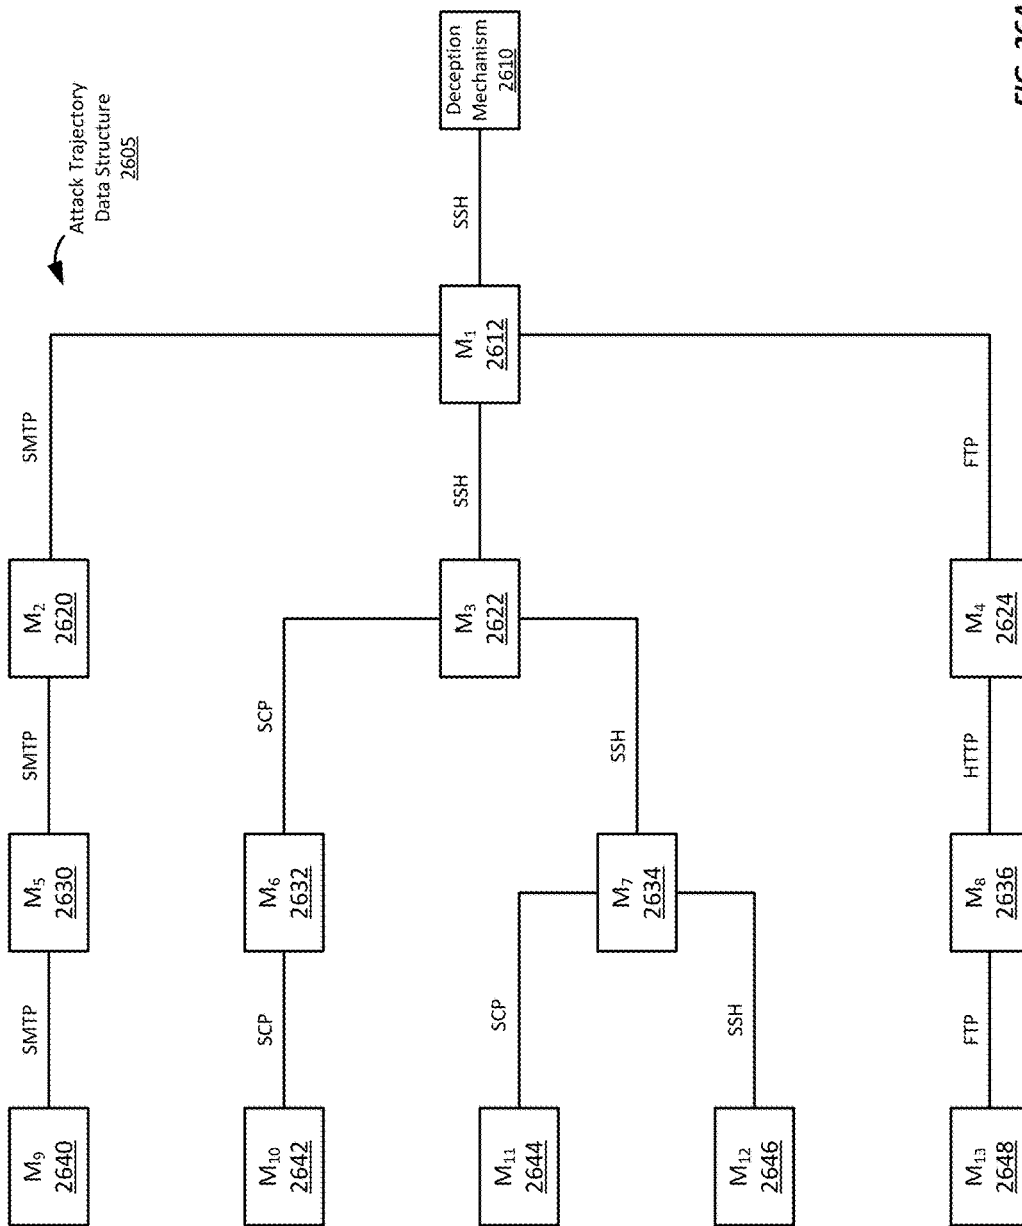 SMTP
SMTP
SMTP
M₉
2640
M₅
2630
M₂
2620
Attack Trajectory
Data Structure
2605
SCP
SCP
M₁₀
2642
M₆
2632
SSH
SSH
M₃
2622
M₁
2612
Deception
Mechanism
2610
SCP
SSH
M₁₁
2644
M₇
2634
SSH
M₁₂
2646
FTP
HTTP
FTP
M₁₃
2648
M₈
2636
M₄
2624
FIG. 26A